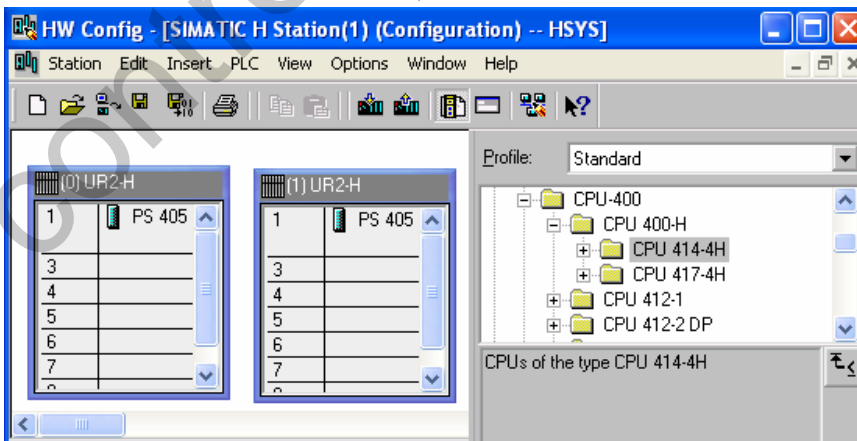 HW Config - [SIMATIC H Station(1) (Configuration) -- HSYS]
Station Edit Insert PLC View Options Window Help
Profile: Standard
(0) UR2-H
1 PS 405
3
4
5
6
7
(1) UR2-H
1 PS 405
3
4
5
6
7
CPU-400
CPU 400-H
CPU 414-4H
CPU 417-4H
CPU 412-1
CPU 412-2 DP
CPUs of the type CPU 414-4H